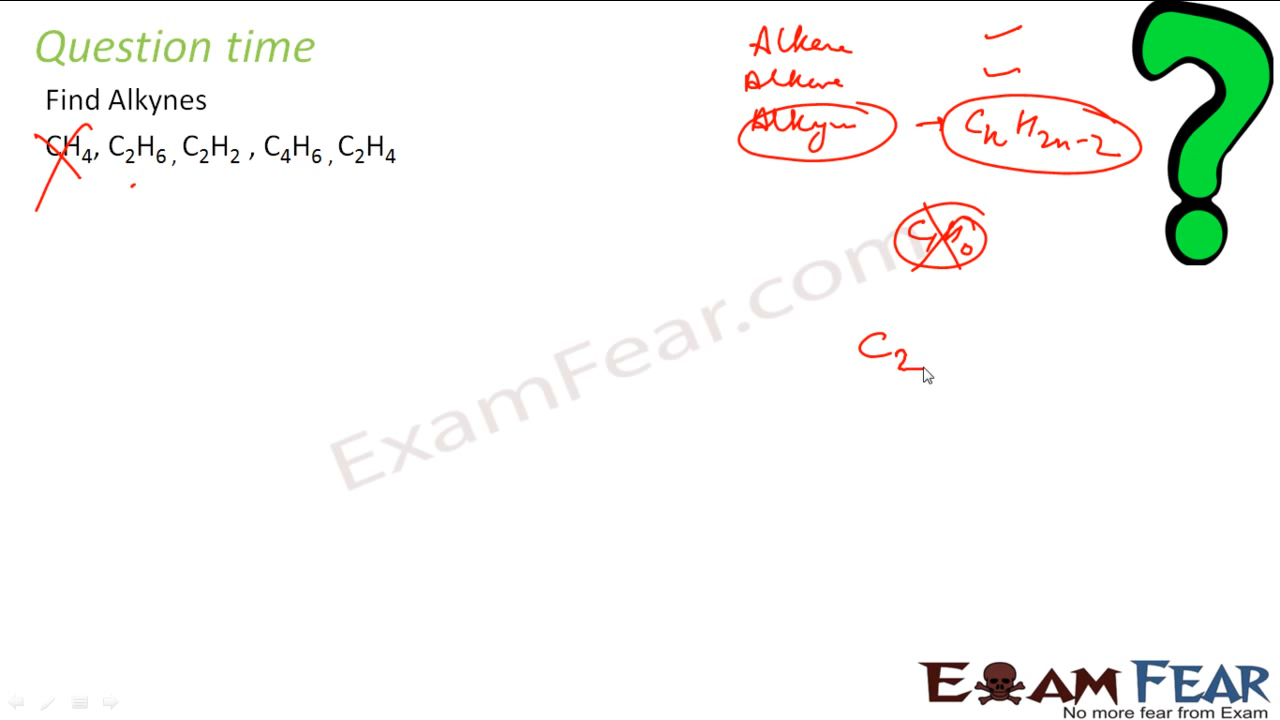 Question time
Find Alkynes
CH₄, C₂H₆ , C₂H₂ , C₄H₆ , C₂H₄
Alkane
Alkene
Alkyne → CₙH₂ₙ₋₂
C₂
ExamFear.com
EXAM FEAR
No more fear from Exam